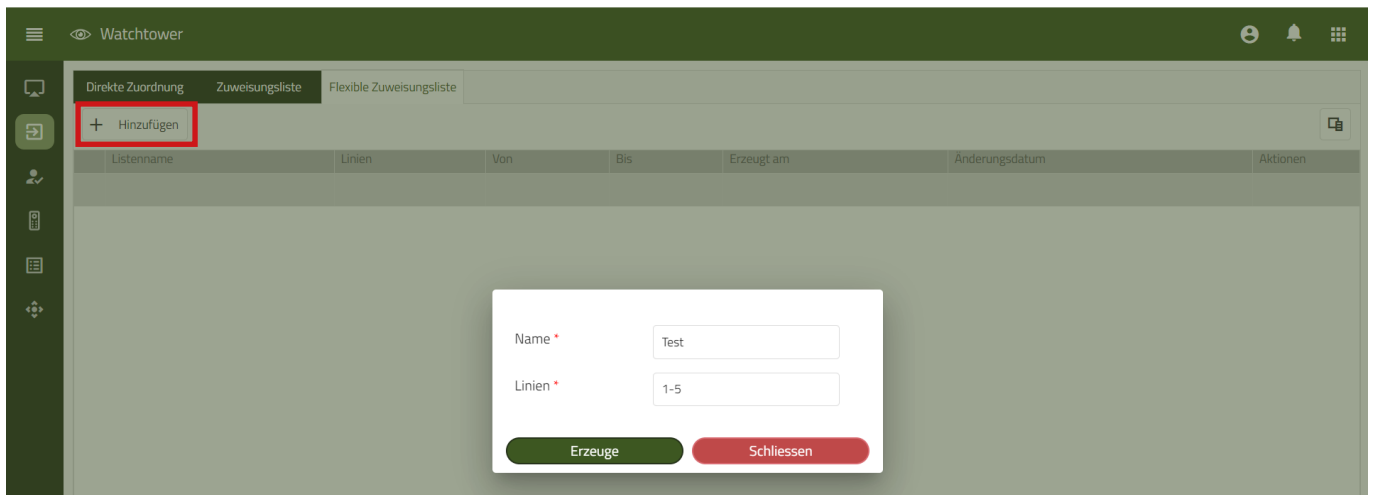 Watchtower
Direkte Zuordnung Zuweisungsliste Flexible Zuweisungsliste
+ Hinzufügen
Listenname Linien Von Bis Erzeugt am Änderungsdatum Aktionen
Name * Test
Linien * 1-5
Erzeuge Schliessen